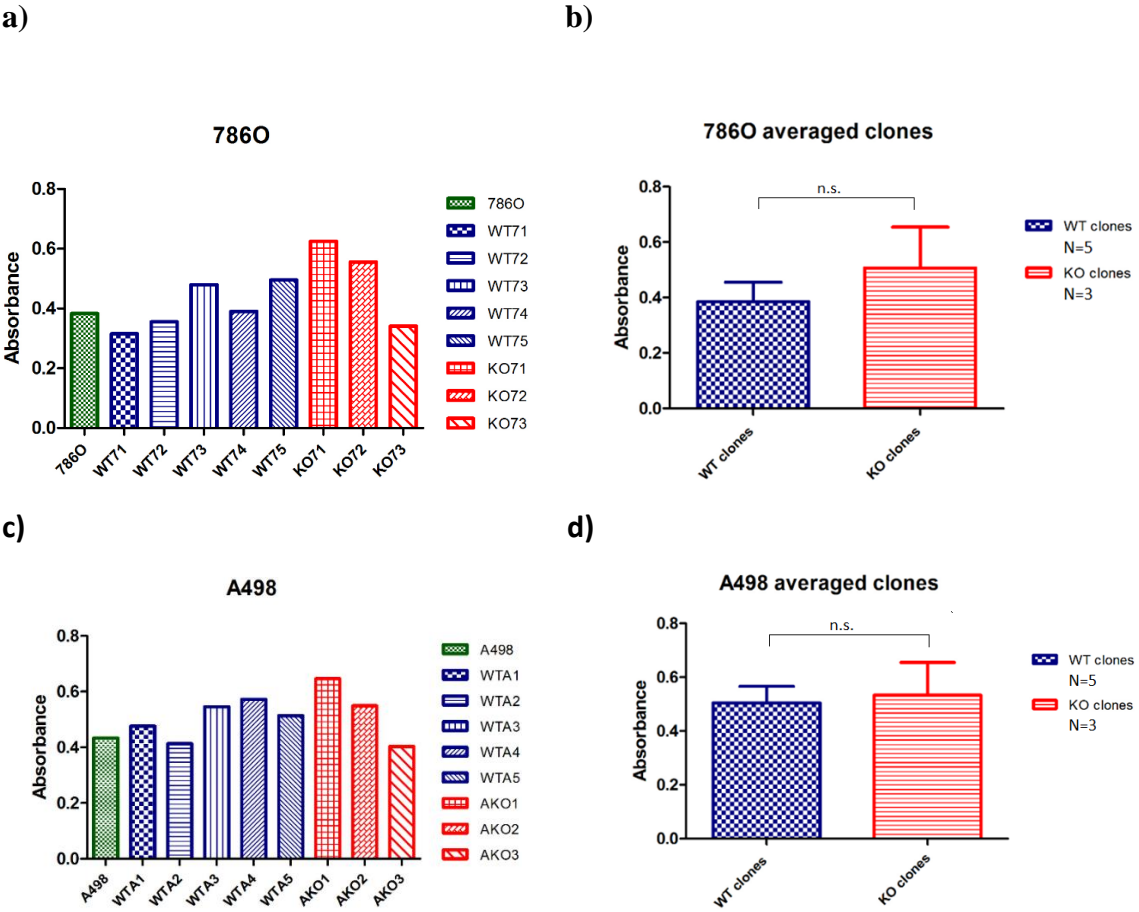 a)
b)
786O
Absorbance
0.8
0.6
0.4
0.2
0.0
786O
WT71
WT72
WT73
WT74
WT75
KO71
KO72
KO73
786O
WT71
WT72
WT73
WT74
WT75
KO71
KO72
KO73
786O averaged clones
n.s.
Absorbance
0.8
0.6
0.4
0.2
0.0
WT clones
KO clones
WT clones
N=5
KO clones
N=3
c)
d)
A498
Absorbance
0.8
0.6
0.4
0.2
0.0
A498
WTA1
WTA2
WTA3
WTA4
WTA5
AKO1
AKO2
AKO3
A498
WTA1
WTA2
WTA3
WTA4
WTA5
AKO1
AKO2
AKO3
A498 averaged clones
n.s.
Absorbance
0.8
0.6
0.4
0.2
0.0
WT clones
KO clones
WT clones
N=5
KO clones
N=3